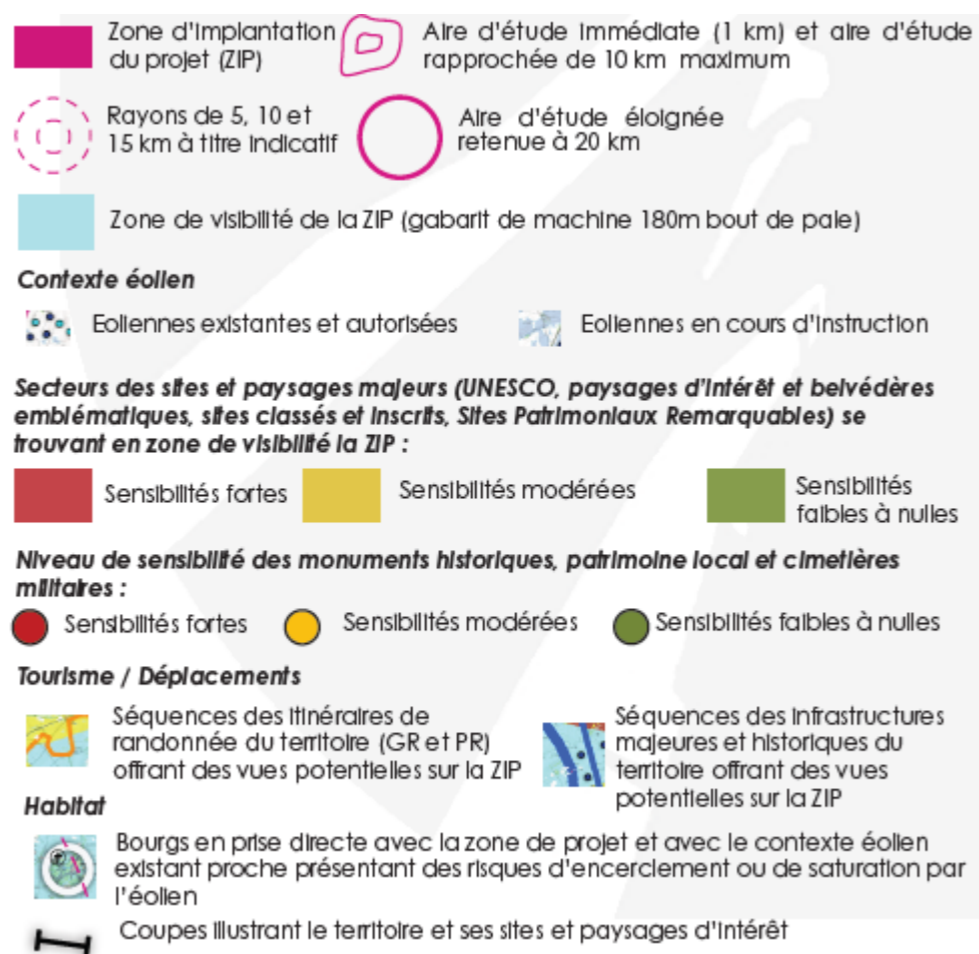 Zone d'implantation
du projet (ZIP)
Aire d'étude immédiate (1 km) et aire d'étude
rapprochée de 10 km maximum
Rayons de 5, 10 et
15 km à titre indicatif
Aire d'étude éloignée
retenue à 20 km
Zone de visibilité de la ZIP (gabarit de machine 180m bout de pale)
Contexte éolien
Eoliennes existantes et autorisées
Eoliennes en cours d'instruction
Secteurs des sites et paysages majeurs (UNESCO, paysages d'intérêt et belvédères
emblématiques, sites classés et inscrits, Sites Patrimoniaux Remarquables) se
trouvant en zone de visibilité la ZIP :
Sensibilités fortes
Sensibilités modérées
Sensibilités
faibles à nulles
Niveau de sensibilité des monuments historiques, patrimoine local et cimetières
militaires :
Sensibilités fortes
Sensibilités modérées
Sensibilités faibles à nulles
Tourisme / Déplacements
Séquences des itinéraires de
randonnée du territoire (GR et PR)
offrant des vues potentielles sur la ZIP
Séquences des infrastructures
majeures et historiques du
territoire offrant des vues
potentielles sur la ZIP
Habitat
Bourgs en prise directe avec la zone de projet et avec le contexte éolien
existant proche présentant des risques d'encerclement ou de saturation par
l'éolien
Coupes illustrant le territoire et ses sites et paysages d'intérêt